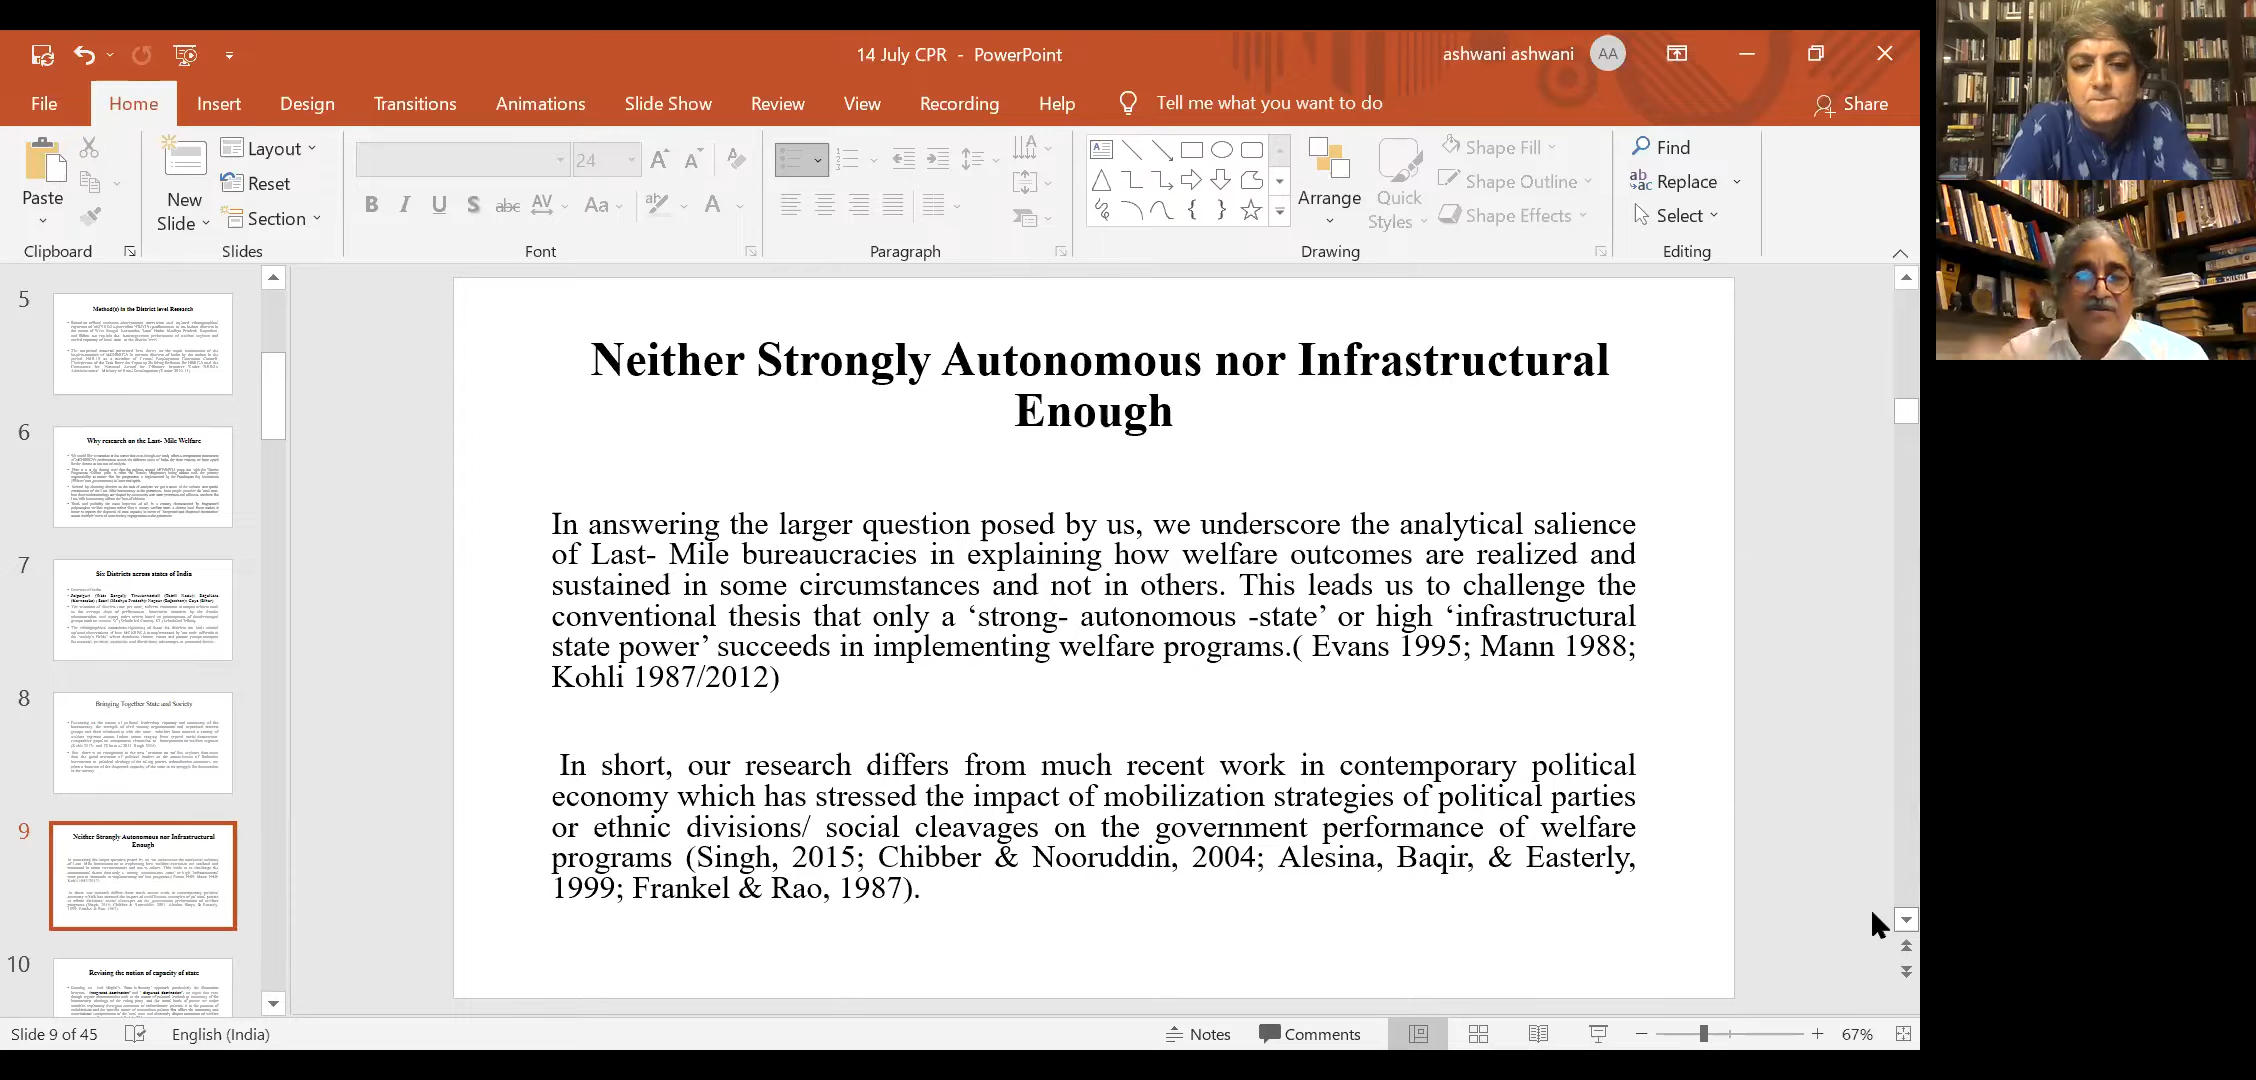 14 July CPR - PowerPoint
ashwani ashwani AA
File Home Insert Design Transitions Animations Slide Show Review View Recording Help Tell me what you want to do Share
Paste
Clipboard
New
Slide
Layout
Reset
Section
Slides
24
B I U S abc AV Aa A
Font
Paragraph
Arrange
Quick
Styles
Shape Fill
Shape Outline
Shape Effects
Drawing
Find
Replace
Select
Editing
5
Method(s) in the District level Research
6
Why research on the Last- Mile Welfare
7
Six Districts across states of India
8
Bringing Together State and Society
9
Neither Strongly Autonomous nor Infrastructural
Enough
10
Revising the notion of capacity of state
Neither Strongly Autonomous nor Infrastructural
Enough
In answering the larger question posed by us, we underscore the analytical salience
of Last- Mile bureaucracies in explaining how welfare outcomes are realized and
sustained in some circumstances and not in others. This leads us to challenge the
conventional thesis that only a ‘strong- autonomous -state’ or high ‘infrastructural
state power’ succeeds in implementing welfare programs.( Evans 1995; Mann 1988;
Kohli 1987/2012)
In short, our research differs from much recent work in contemporary political
economy which has stressed the impact of mobilization strategies of political parties
or ethnic divisions/ social cleavages on the government performance of welfare
programs (Singh, 2015; Chibber & Nooruddin, 2004; Alesina, Baqir, & Easterly,
1999; Frankel & Rao, 1987).
Slide 9 of 45
English (India)
Notes
Comments
67%